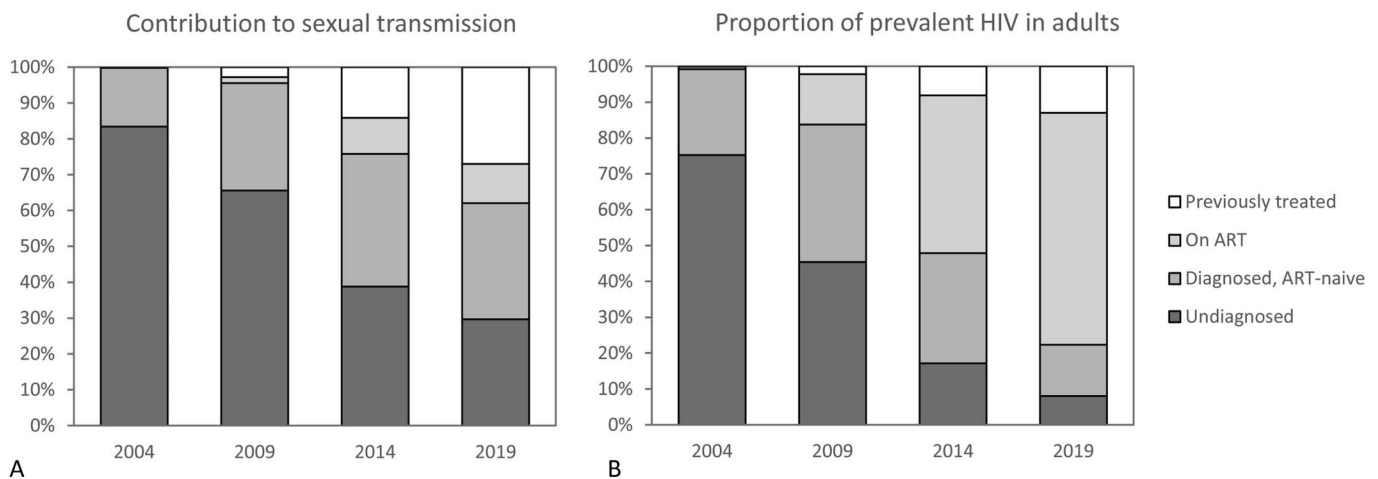 Contribution to sexual transmission
100%
90%
80%
70%
60%
50%
40%
30%
20%
10%
0%
2004 2009 2014 2019
A
Proportion of prevalent HIV in adults
100%
90%
80%
70%
60%
50%
40%
30%
20%
10%
0%
2004 2009 2014 2019
B
Previously treated
On ART
Diagnosed, ART-naive
Undiagnosed